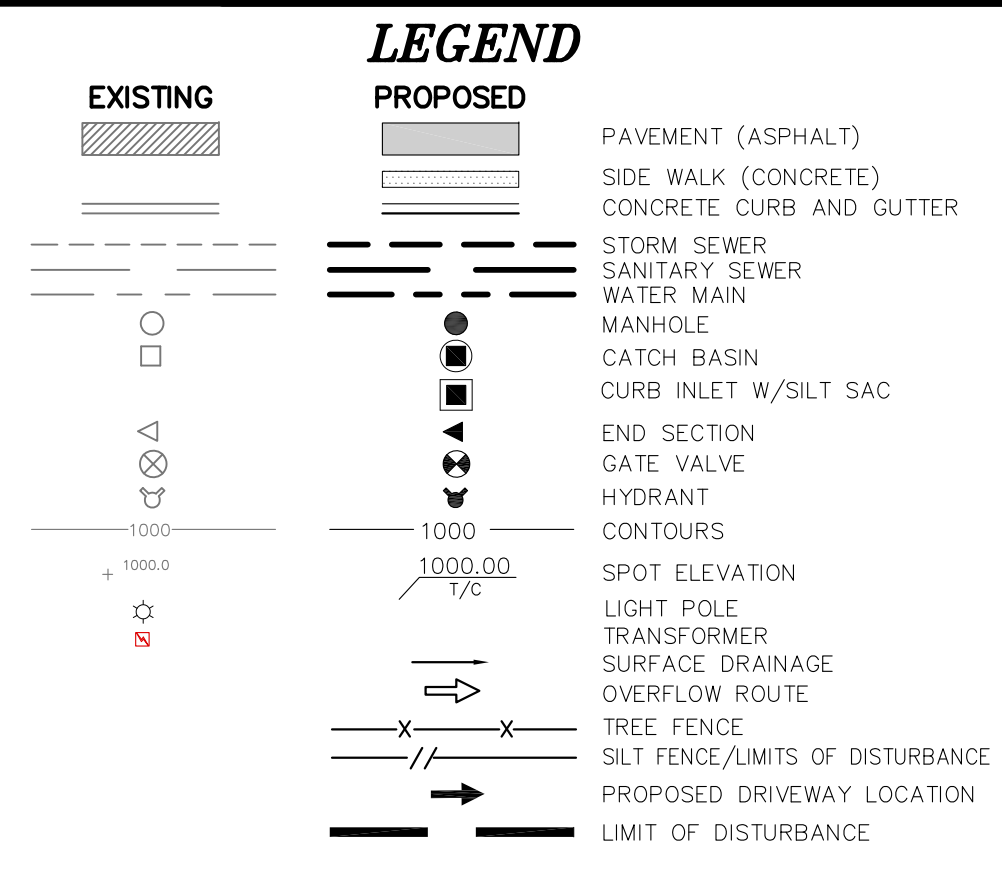 LEGEND
EXISTING PROPOSED
PAVEMENT (ASPHALT)
SIDE WALK (CONCRETE)
CONCRETE CURB AND GUTTER
STORM SEWER
SANITARY SEWER
WATER MAIN
MANHOLE
CATCH BASIN
CURB INLET W/SILT SAC
END SECTION
GATE VALVE
HYDRANT
1000 1000 CONTOURS
1000.0 1000.00 T/C SPOT ELEVATION
LIGHT POLE
TRANSFORMER
SURFACE DRAINAGE
OVERFLOW ROUTE
X X TREE FENCE
// SILT FENCE/LIMITS OF DISTURBANCE
PROPOSED DRIVEWAY LOCATION
LIMIT OF DISTURBANCE